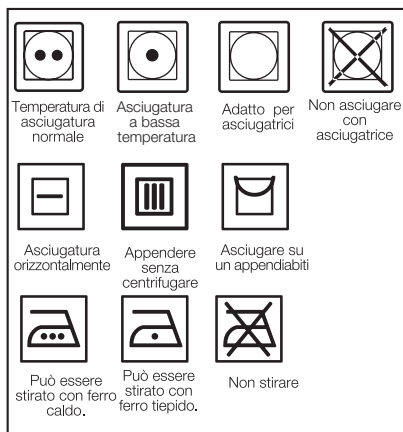 Temperatura di
asciugatura
normale
Asciugatura
a bassa
temperatura
Adatto per
asciugatrici
Non asciugare
con
asciugatrice
Asciugatura
orizzontalmente
Appendere
senza
centrifugare
Asciugare su
un appendiabiti
Può essere
stirato con ferro
caldo.
Può essere
stirato con
ferro tiepido.
Non stirare